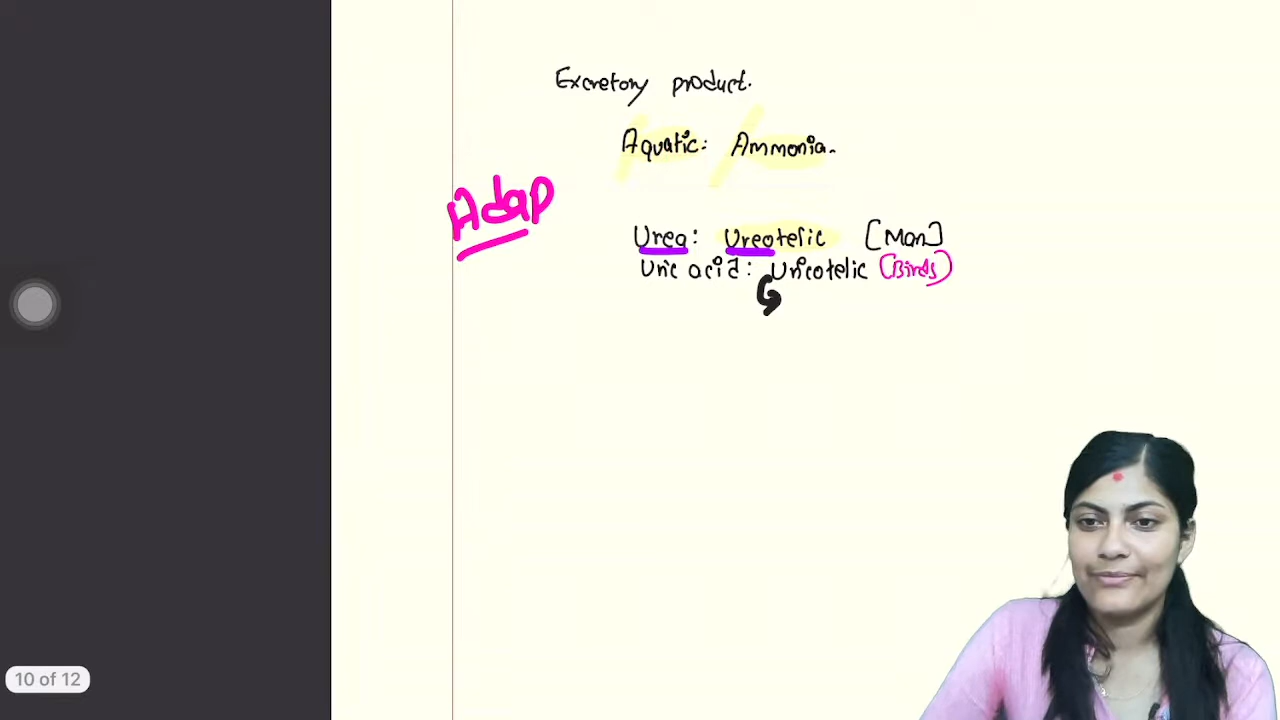 Excretory product.
Aquatic: Ammonia.
Adap
Urea: Ureotelic [Man]
Uric acid: Uricotelic (Birds)
10 of 12